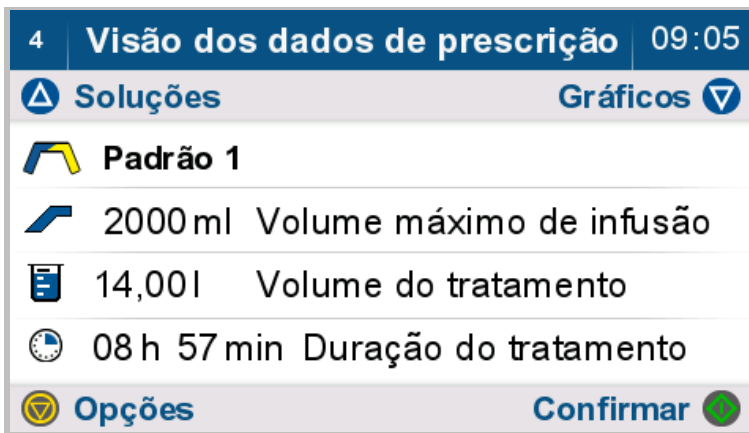 4 Visão dos dados de prescrição 09:05
Soluções Gráficos
Padrão 1
2000 ml Volume máximo de infusão
14,00 l Volume do tratamento
08 h 57 min Duração do tratamento
Opções Confirmar